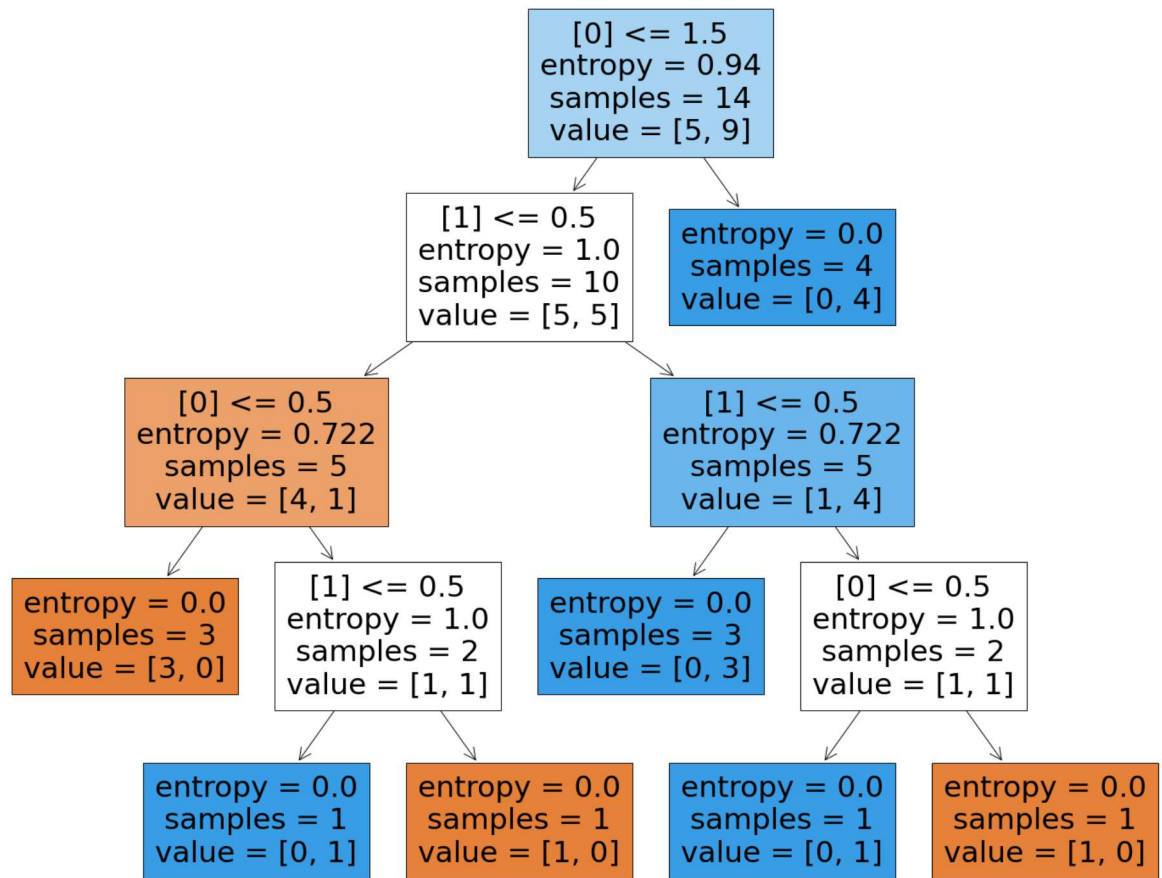 [0] <= 1.5
entropy = 0.94
samples = 14
value = [5, 9]
[1] <= 0.5
entropy = 1.0
samples = 10
value = [5, 5]
entropy = 0.0
samples = 4
value = [0, 4]
[0] <= 0.5
entropy = 0.722
samples = 5
value = [4, 1]
[1] <= 0.5
entropy = 0.722
samples = 5
value = [1, 4]
entropy = 0.0
samples = 3
value = [3, 0]
[1] <= 0.5
entropy = 1.0
samples = 2
value = [1, 1]
entropy = 0.0
samples = 3
value = [0, 3]
[0] <= 0.5
entropy = 1.0
samples = 2
value = [1, 1]
entropy = 0.0
samples = 1
value = [0, 1]
entropy = 0.0
samples = 1
value = [1, 0]
entropy = 0.0
samples = 1
value = [0, 1]
entropy = 0.0
samples = 1
value = [1, 0]